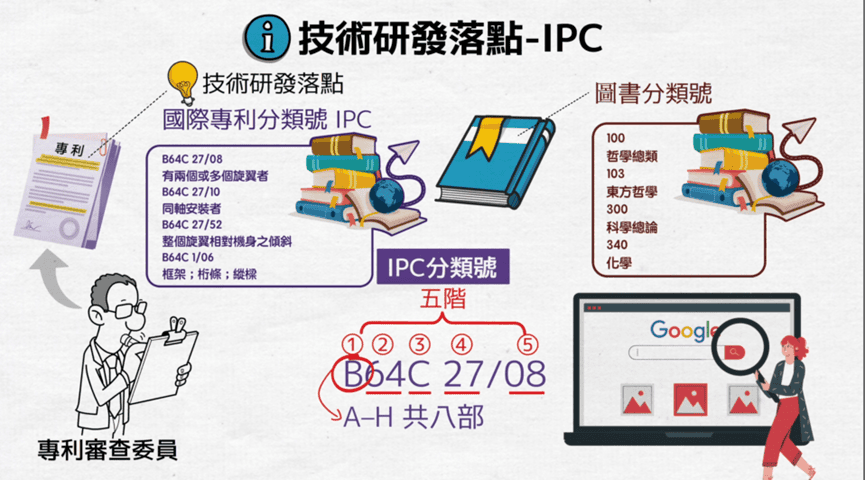 i 技術研發落點-IPC
技術研發落點
國際專利分類號 IPC
專利
B64C 27/08
有兩個或多個旋翼者
B64C 27/10
同軸安裝者
B64C 27/52
整個旋翼相對機身之傾斜
B64C 1/06
框架;桁條;縱樑
圖書分類號
100
哲學總類
103
東方哲學
300
科學總論
340
化學
IPC分類號
五階
① ② ③ ④ ⑤
B64C 27/08
A–H 共八部
Google
專利審查委員